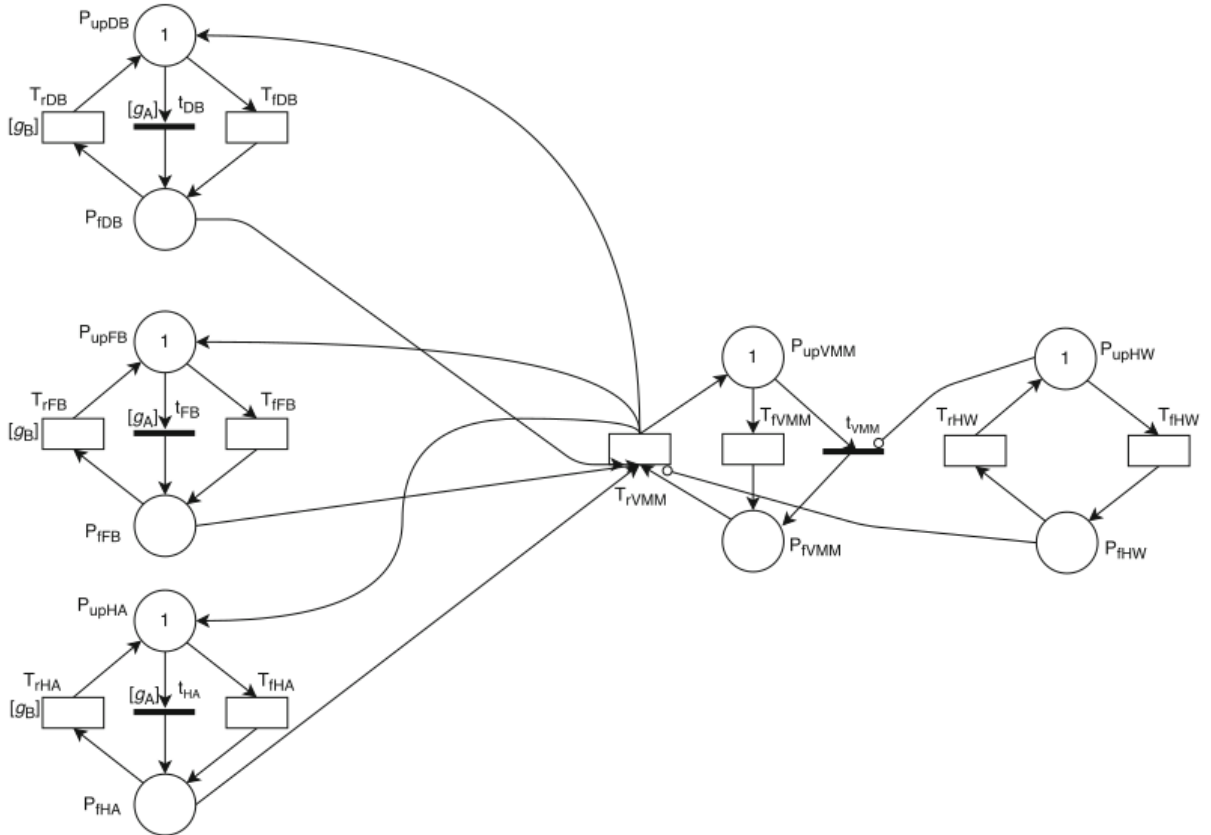 P_upDB
1
T_rDB
[g_B]
[g_A]
t_DB
T_fDB
P_fDB
P_upFB
1
T_rFB
[g_B]
[g_A]
t_FB
T_fFB
P_fFB
P_upHA
1
T_rHA
[g_B]
[g_A]
t_HA
T_fHA
P_fHA
T_rVMM
1
P_upVMM
T_fVMM
t_VMM
P_fVMM
1
P_upHW
T_rHW
T_fHW
P_fHW